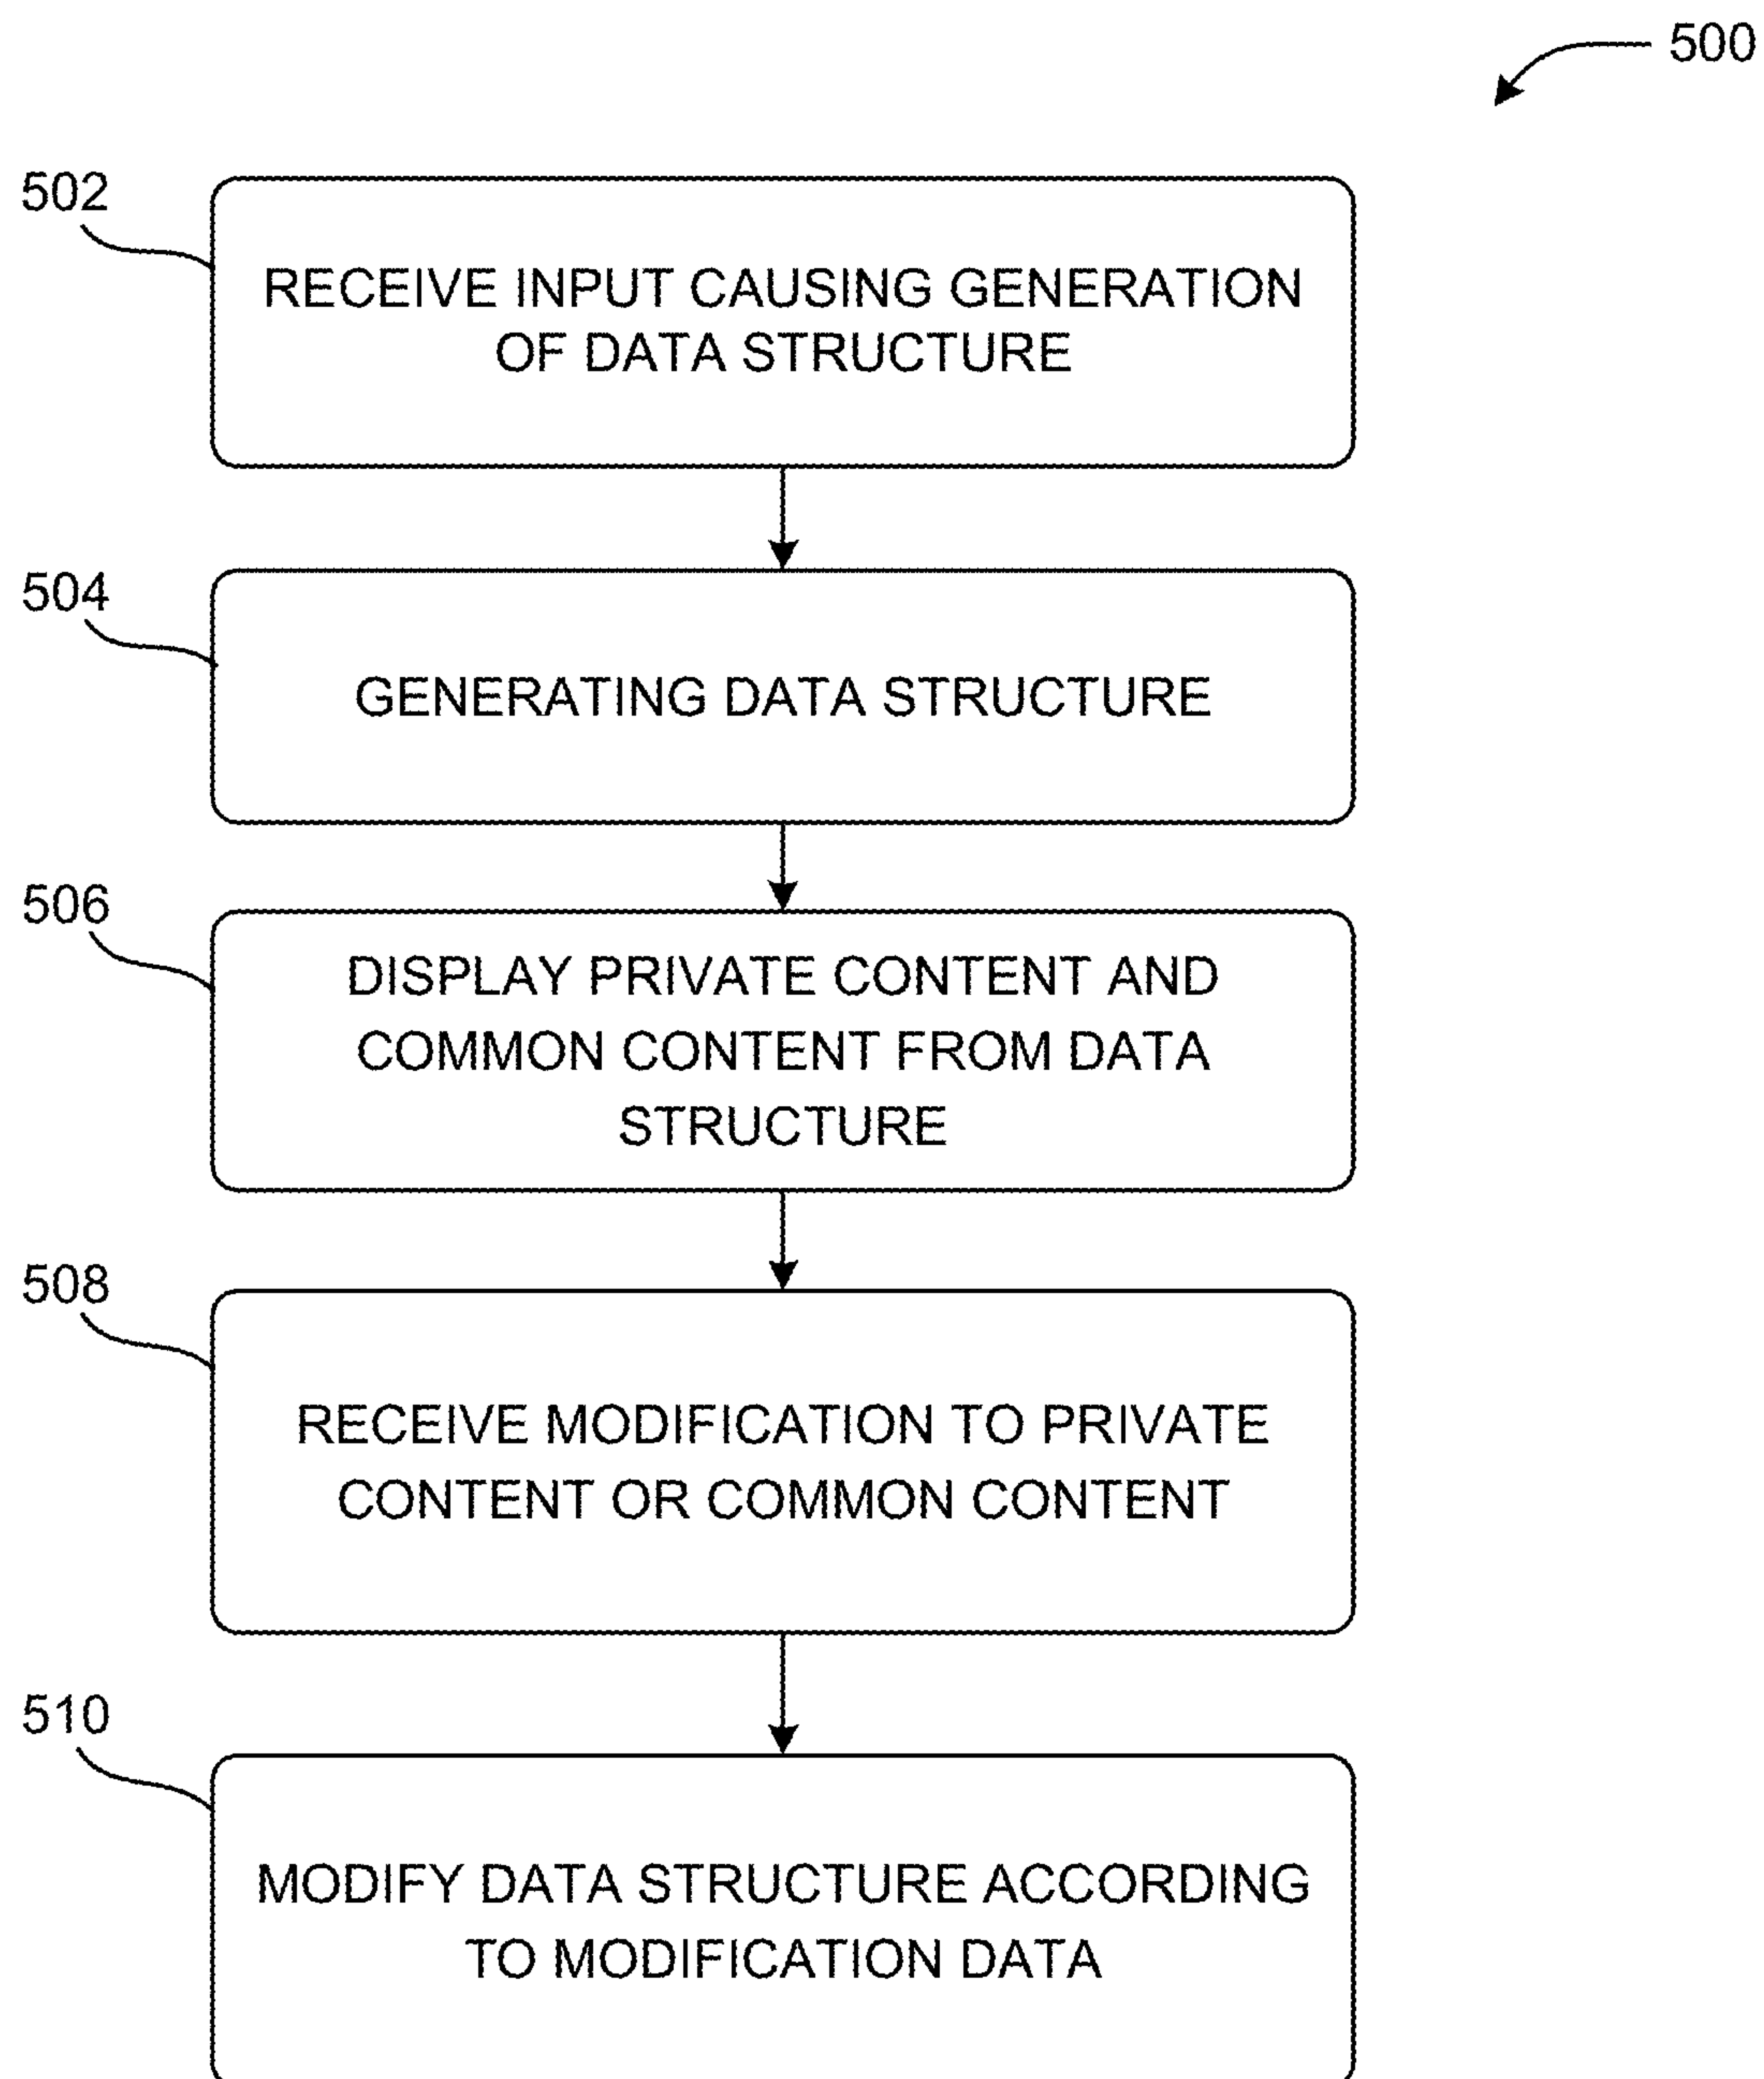 500
502
RECEIVE INPUT CAUSING GENERATION
OF DATA STRUCTURE
504
GENERATING DATA STRUCTURE
506
DISPLAY PRIVATE CONTENT AND
COMMON CONTENT FROM DATA
STRUCTURE
508
RECEIVE MODIFICATION TO PRIVATE
CONTENT OR COMMON CONTENT
510
MODIFY DATA STRUCTURE ACCORDING
TO MODIFICATION DATA